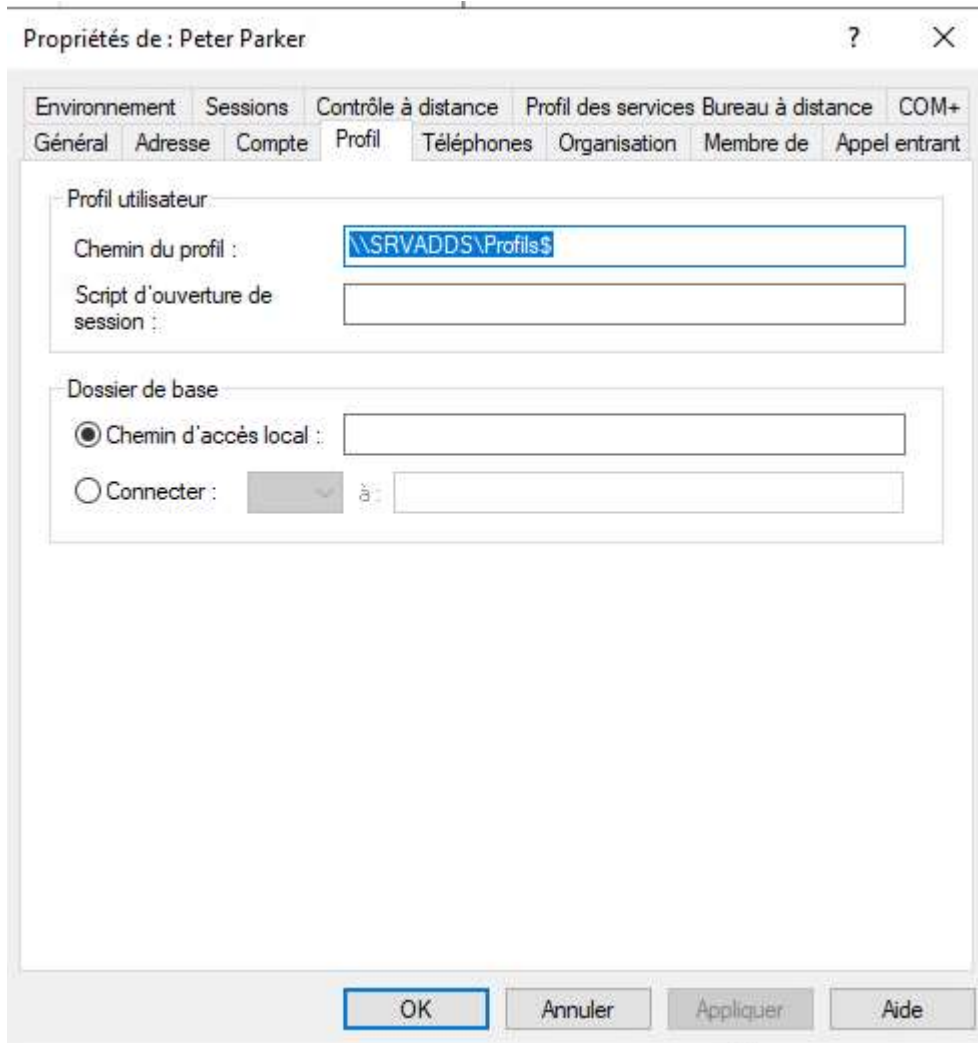 Propriétés de : Peter Parker ? ×
Environnement Sessions Contrôle à distance Profil des services Bureau à distance COM+
Général Adresse Compte Profil Téléphones Organisation Membre de Appel entrant
Profil utilisateur
Chemin du profil : \\SRVADDS\Profils$
Script d'ouverture de
session :
Dossier de base
Chemin d'accès local :
Connecter : à :
OK Annuler Appliquer Aide